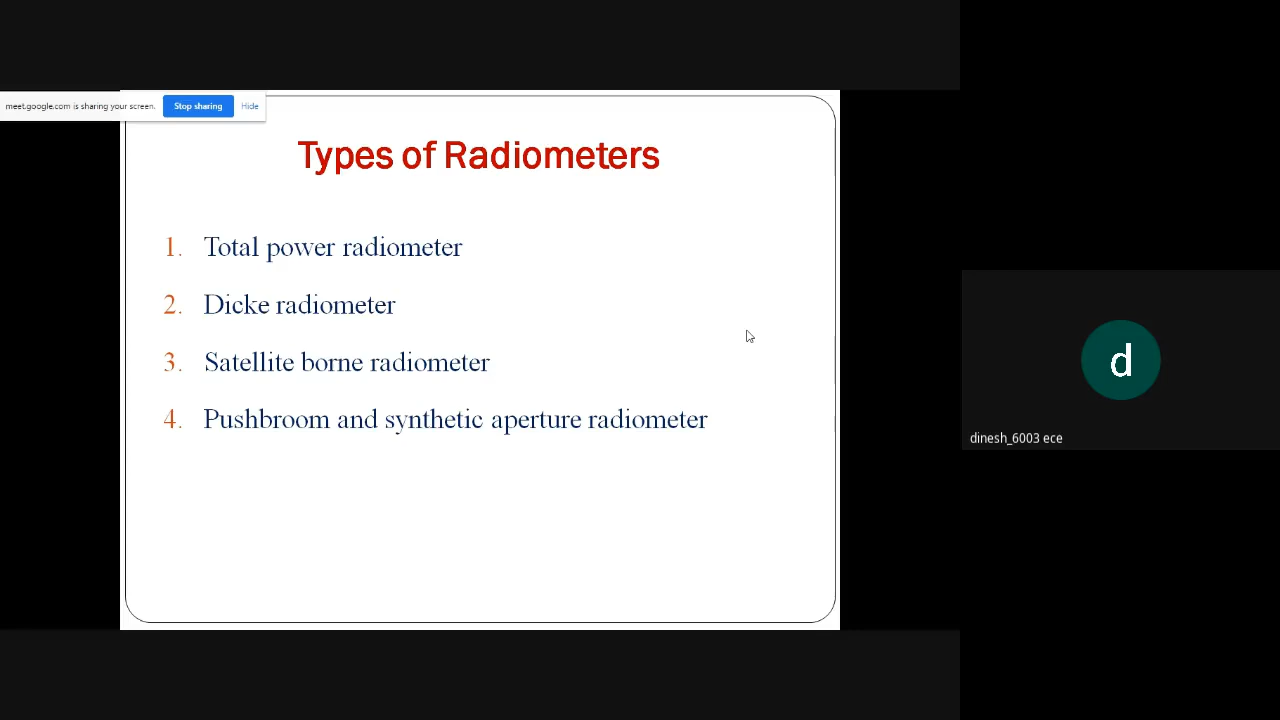 meet.google.com is sharing your screen. Stop sharing Hide
Types of Radiometers
1. Total power radiometer
2. Dicke radiometer
3. Satellite borne radiometer
4. Pushbroom and synthetic aperture radiometer
d
dinesh_6003 ece